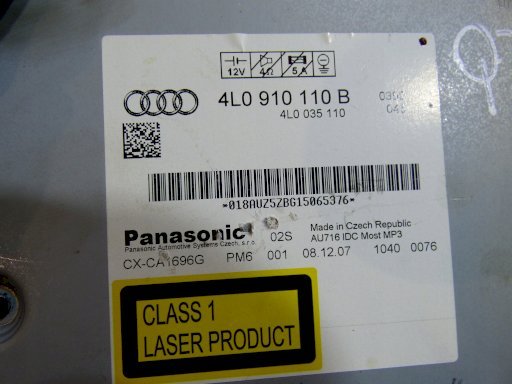 12V 4Ω 5A
4L0 910 110 B
4L0 035 110
*018AUZ5ZBG15065376*
Panasonic 02S Made in Czech Republic
Panasonic Automotive Systems Czech, s.r.o. AU716 IDC Most MP3
CX-CA1696G PM6 001 08.12.07 1040 0076
CLASS 1
LASER PRODUCT